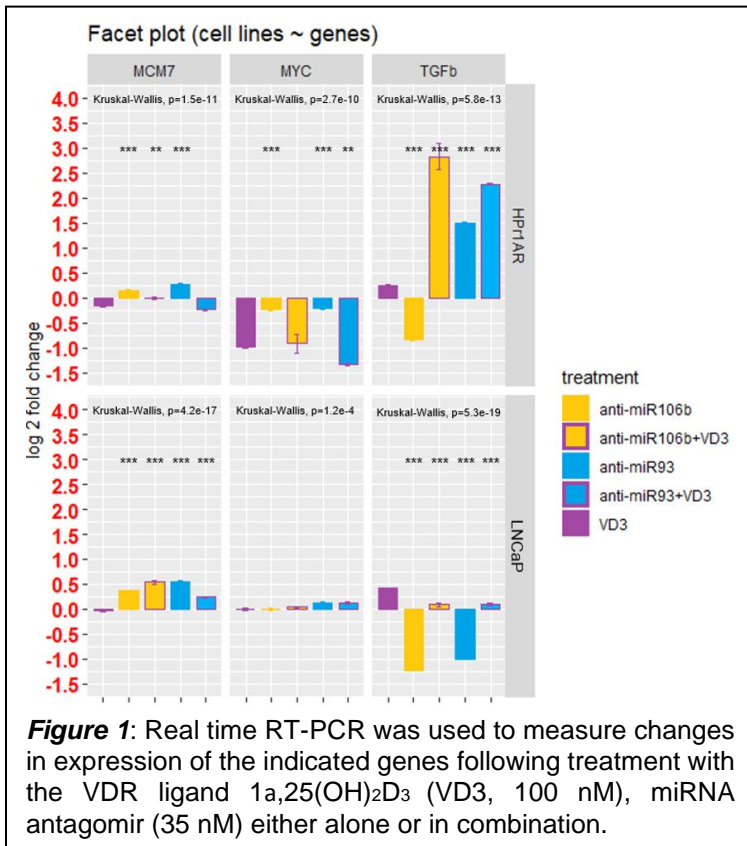 Facet plot (cell lines ~ genes)
MCM7 MYC TGFb
Kruskal-Wallis, p=1.5e-11 Kruskal-Wallis, p=2.7e-10 Kruskal-Wallis, p=5.8e-13
*** ** *** *** *** ** *** *** *** ***
4.0
3.5
3.0
2.5
2.0
1.5
1.0
0.5
0.0
-0.5
-1.0
-1.5
HPr1AR
log 2 fold change
Kruskal-Wallis, p=4.2e-17 Kruskal-Wallis, p=1.2e-4 Kruskal-Wallis, p=5.3e-19
*** *** *** *** *** *** *** ***
4.0
3.5
3.0
2.5
2.0
1.5
1.0
0.5
0.0
-0.5
-1.0
-1.5
LNCaP
treatment
anti-miR106b
anti-miR106b+VD3
anti-miR93
anti-miR93+VD3
VD3
Figure 1: Real time RT-PCR was used to measure changes
in expression of the indicated genes following treatment with
the VDR ligand 1a,25(OH)₂D₃ (VD3, 100 nM), miRNA
antagomir (35 nM) either alone or in combination.